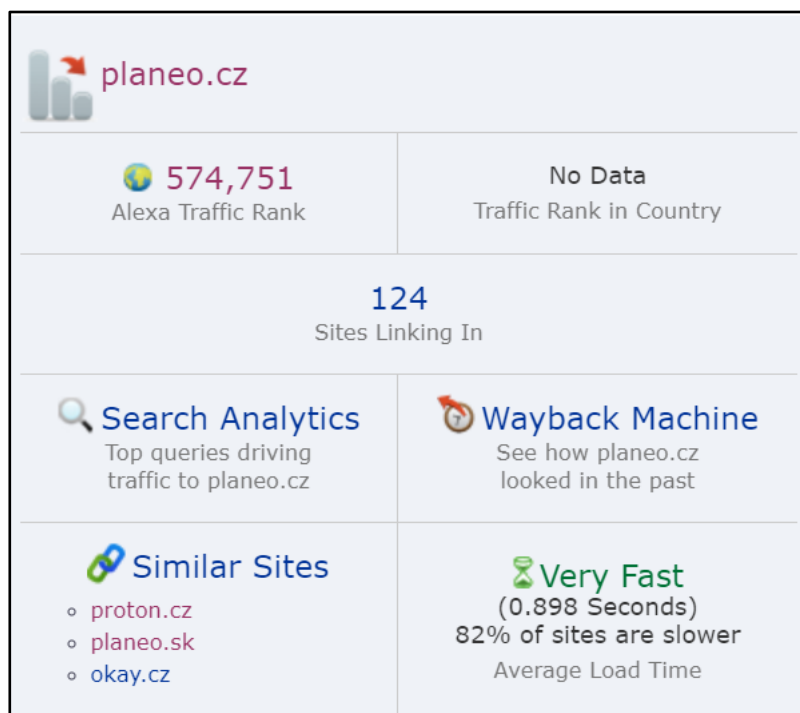 planeo.cz
574,751
Alexa Traffic Rank
No Data
Traffic Rank in Country
124
Sites Linking In
Search Analytics
Top queries driving
traffic to planeo.cz
Wayback Machine
See how planeo.cz
looked in the past
Similar Sites
proton.cz
planeo.sk
okay.cz
Very Fast
(0.898 Seconds)
82% of sites are slower
Average Load Time